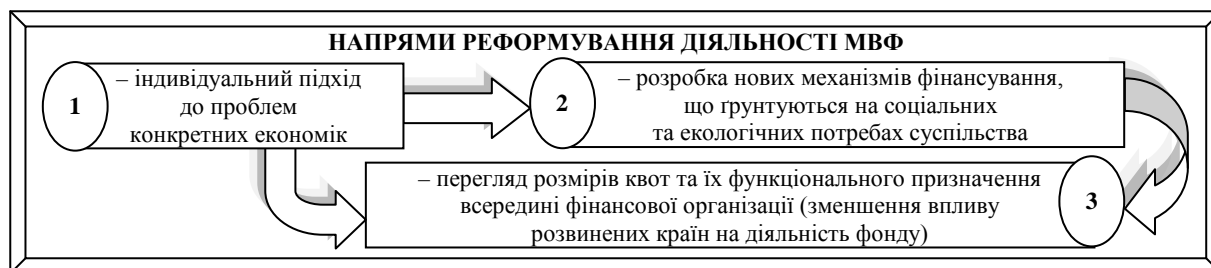 НАПРЯМИ РЕФОРМУВАННЯ ДІЯЛЬНОСТІ МВФ
1
– індивідуальний підхід
до проблем
конкретних економік
2
– розробка нових механізмів фінансування,
що ґрунтуються на соціальних
та екологічних потребах суспільства
– перегляд розмірів квот та їх функціонального призначення
всередині фінансової організації (зменшення впливу
розвинених країн на діяльність фонду)
3